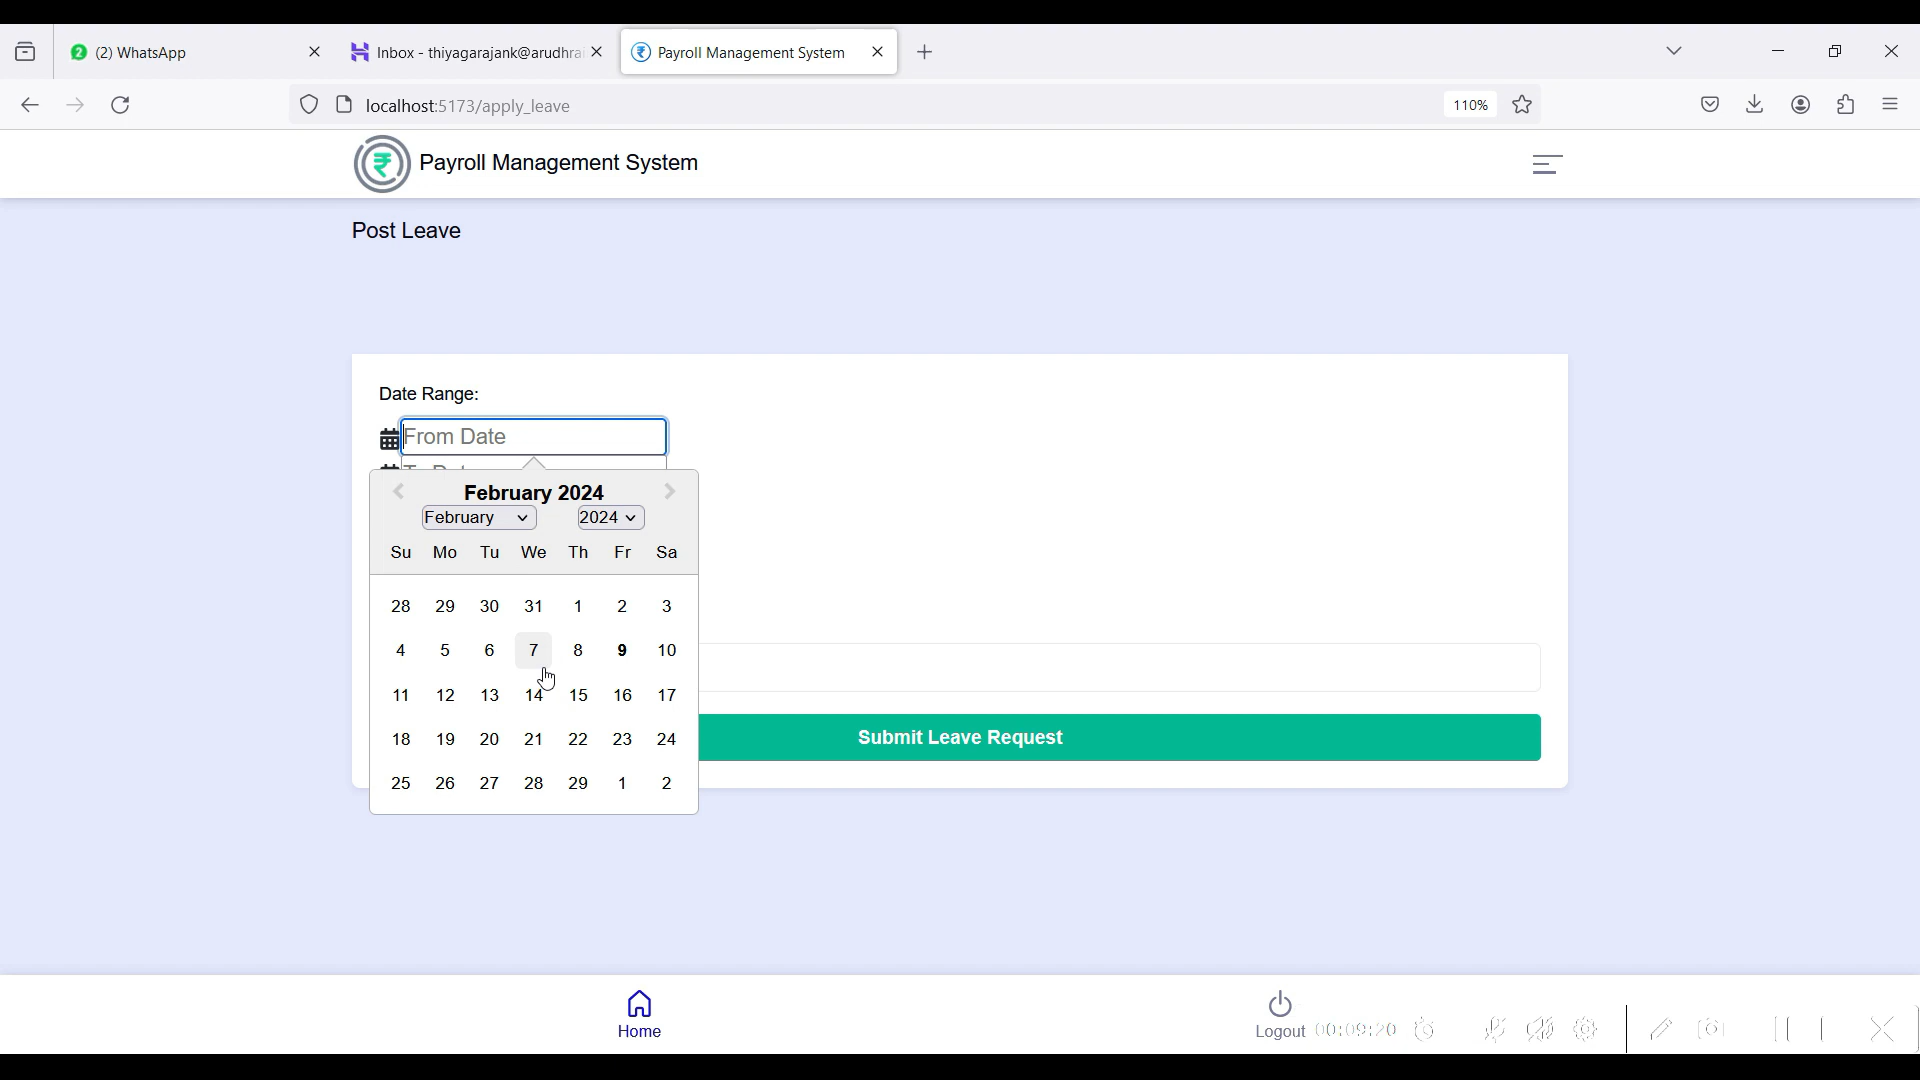 2 (2) WhatsApp
Inbox - thiyagarajank@arudhrai
₹ Payroll Management System
localhost:5173/apply_leave
110%
₹ Payroll Management System
Post Leave
Date Range:
From Date
February 2024
February 2024
Su Mo Tu We Th Fr Sa
28 29 30 31 1 2 3
4 5 6 7 8 9 10
11 12 13 14 15 16 17
18 19 20 21 22 23 24
25 26 27 28 29 1 2
Submit Leave Request
Home
Logout
00:09:20